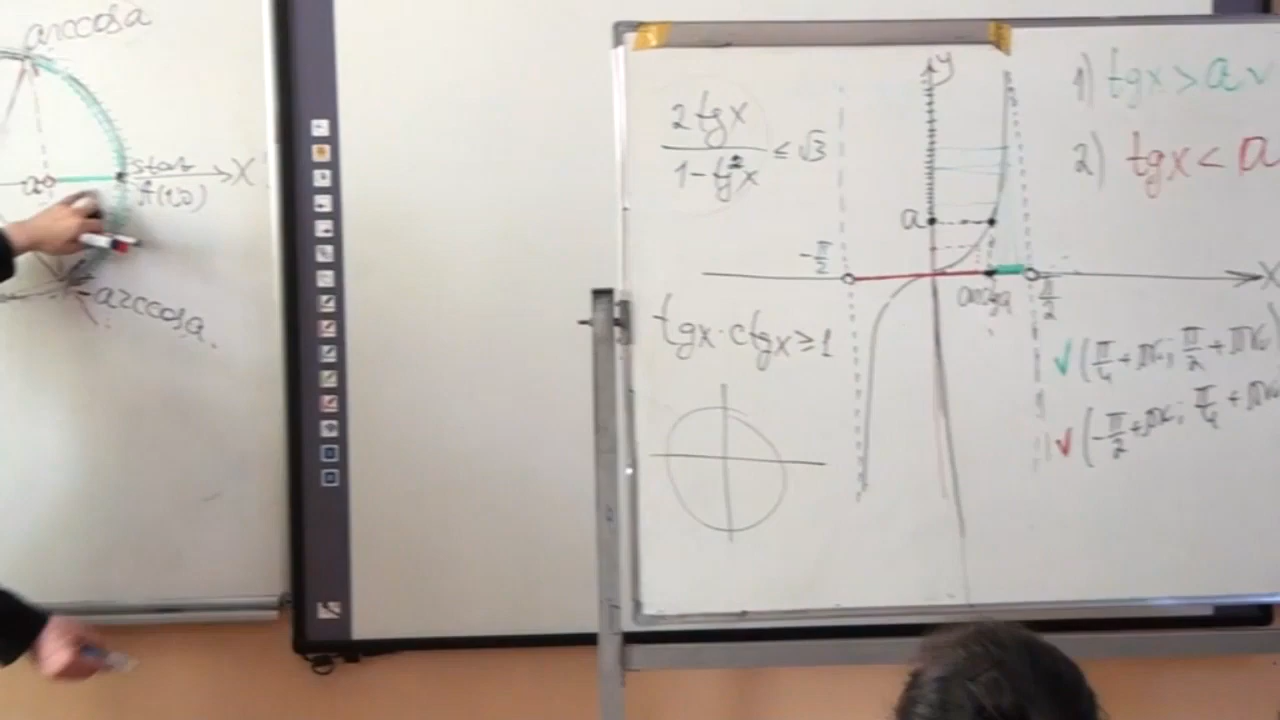 arccosa
a
start
A(1,0)
X
-arccosa
2tgx
1-tg²x
≤ √3
tgx·ctgx ≥ 1
y
a
-π/2
arctga
π/2
X
1) tgx > a
2) tgx < a
√ (π/4 + πk; π/2 + πk)
√ (-π/2 + πk; π/4 + πk